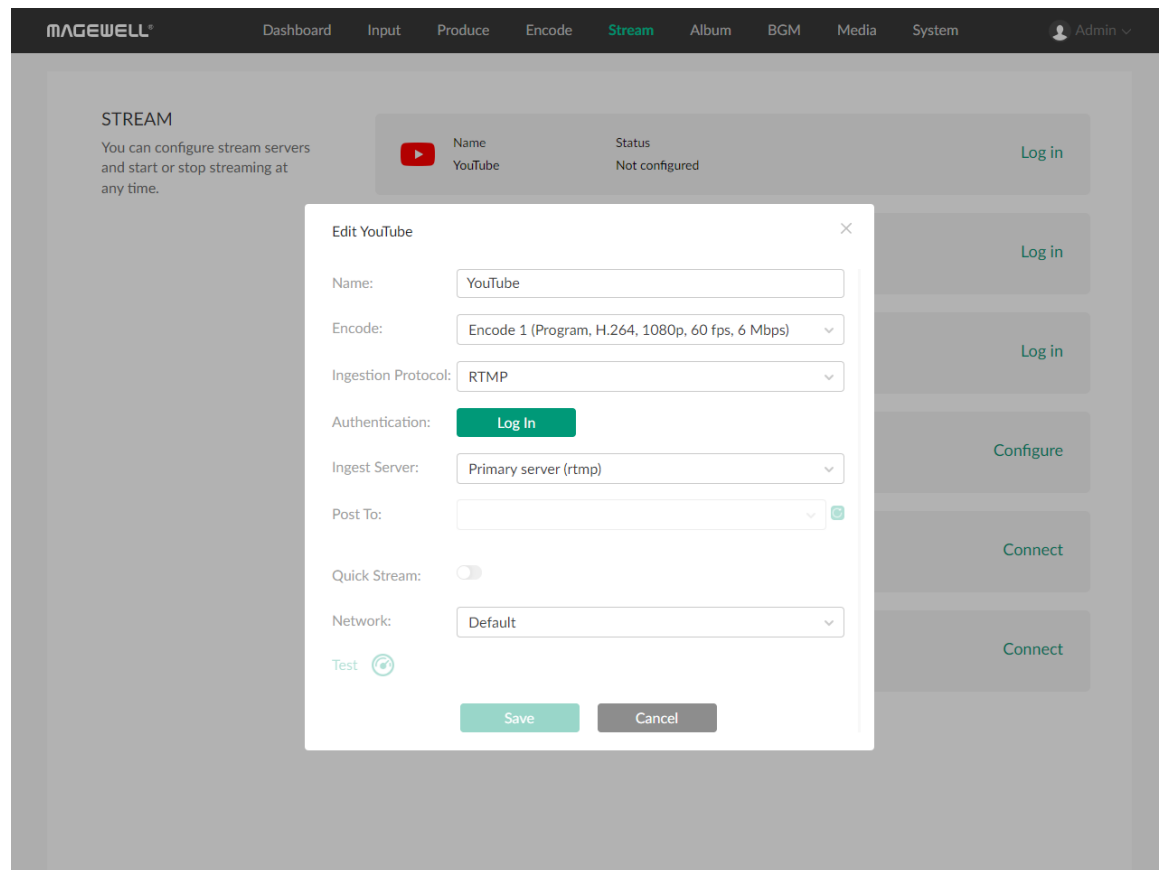 MAGEWELL®
Dashboard Input Produce Encode Stream Album BGM Media System Admin
STREAM
You can configure stream servers
and start or stop streaming at
any time.
Name Status
YouTube Not configured
Log in
Log in
Log in
Configure
Connect
Connect
Edit YouTube
Name: YouTube
Encode: Encode 1 (Program, H.264, 1080p, 60 fps, 6 Mbps)
Ingestion Protocol: RTMP
Authentication: Log In
Ingest Server: Primary server (rtmp)
Post To:
Quick Stream:
Network: Default
Test
Save Cancel